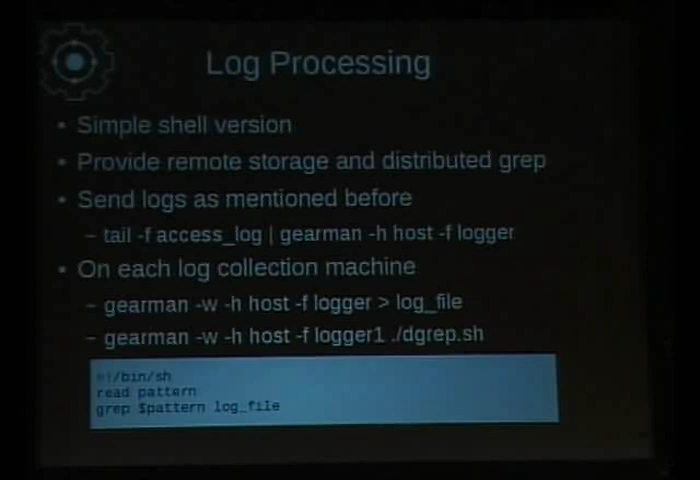 Log Processing
Simple shell version
Provide remote storage and distributed grep
Send logs as mentioned before
– tail -f access_log | gearman -h host -f logger
On each log collection machine
– gearman -w -h host -f logger > log_file
– gearman -w -h host -f logger1 ./dgrep.sh
#!/bin/sh
read pattern
grep $pattern log_file